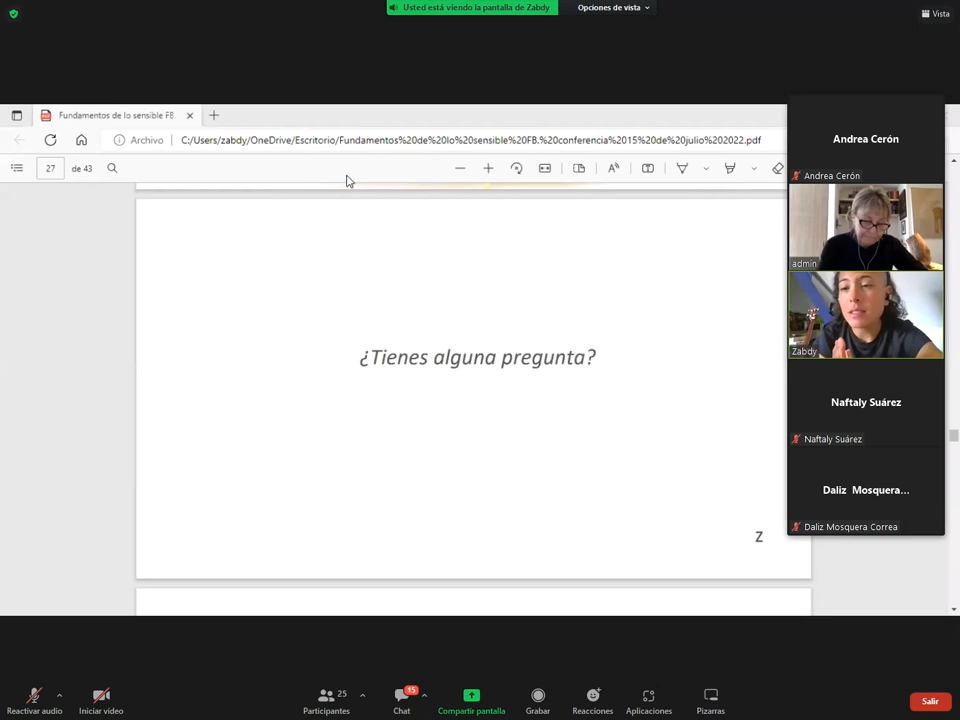 Usted está viendo la pantalla de Zabdy
Opciones de vista
Vista
Fundamentos de lo sensible FB.
Archivo
C:/Users/zabdy/OneDrive/Escritorio/Fundamentos%20de%20lo%20sensible%20FB.%20conferencia%2015%20de%20julio%202022.pdf
27
de 43
¿Tienes alguna pregunta?
Z
Andrea Cerón
Andrea Cerón
admin
Zabdy
Naftaly Suárez
Naftaly Suárez
Daliz Mosquera...
Daliz Mosquera Correa
Reactivar audio
Iniciar video
25
Participantes
15
Chat
Compartir pantalla
Grabar
Reacciones
Aplicaciones
Pizarras
Salir